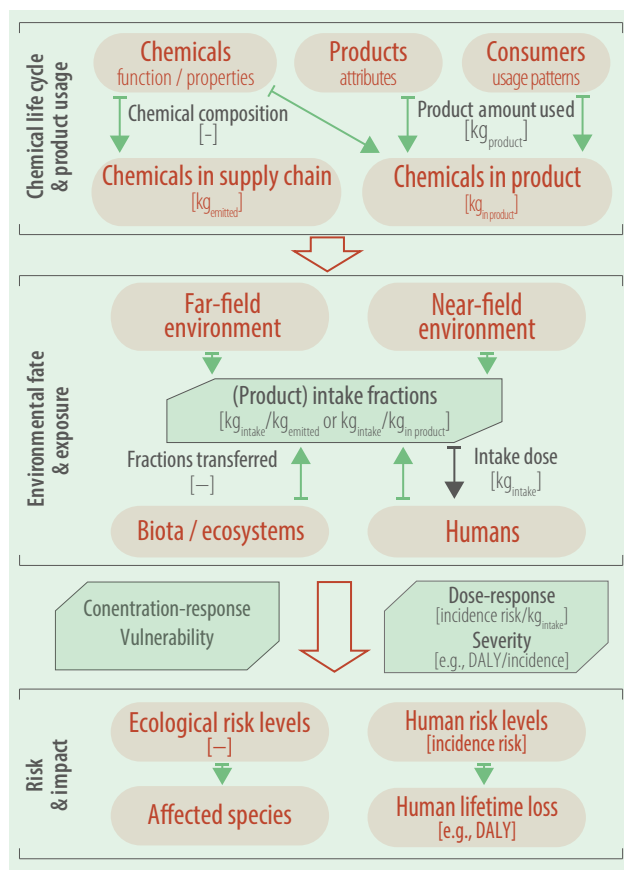 Chemical life cycle
& product usage
Chemicals
function / properties
Products
attributes
Consumers
usage patterns
Chemical composition
[-]
Product amount used
[kgproduct]
Chemicals in supply chain
[kgemitted]
Chemicals in product
[kgin product]
Environmental fate
& exposure
Far-field
environment
Near-field
environment
(Product) intake fractions
[kgintake/kgemitted or kgintake/kgin product]
Fractions transferred
[—]
Intake dose
[kgintake]
Biota / ecosystems
Humans
Conentration-response
Vulnerability
Dose-response
[incidence risk/kgintake]
Severity
[e.g., DALY/incidence]
Risk
& impact
Ecological risk levels
[—]
Human risk levels
[incidence risk]
Affected species
Human lifetime loss
[e.g., DALY]